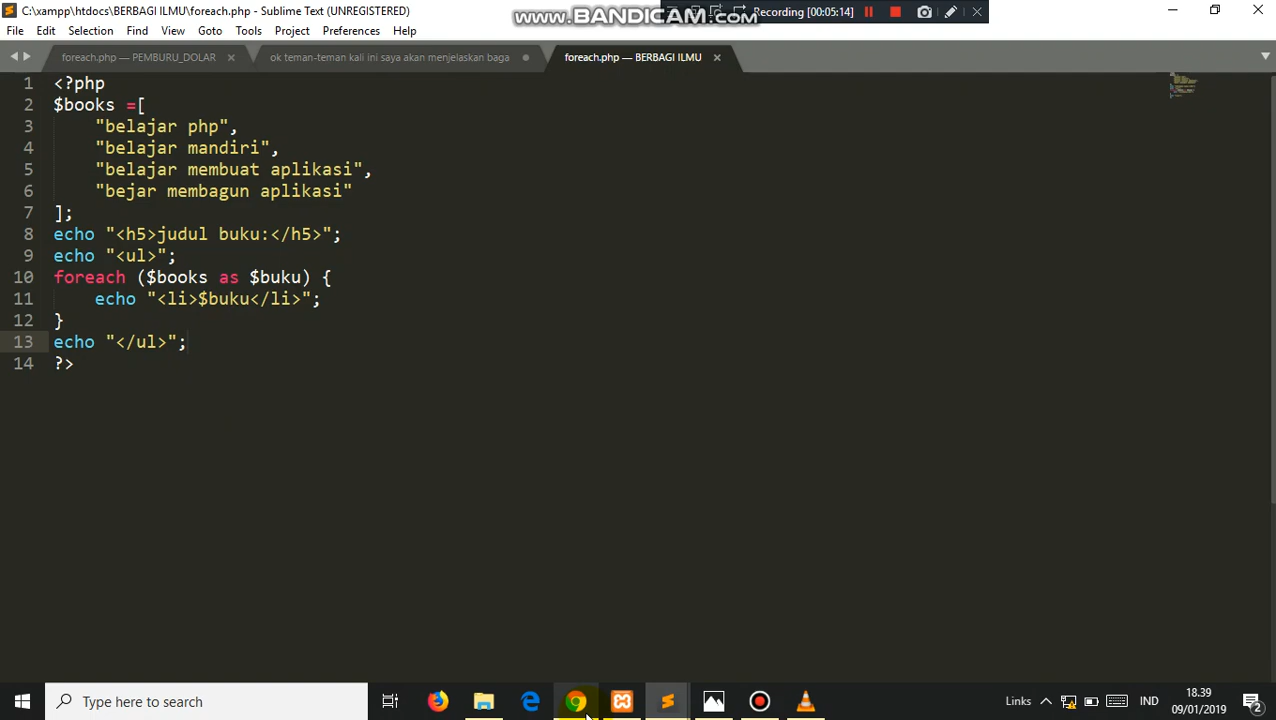 C:\xampp\htdocs\BERBAGI ILMU\foreach.php - Sublime Text (UNREGISTERED)
www.BANDICAM.com
Recording [00:05:14]
File Edit Selection Find View Goto Tools Project Preferences Help
foreach.php — PEMBURU_DOLAR
ok teman-teman kali ini saya akan menjelaskan baga
foreach.php — BERBAGI ILMU
1 <?php
2 $books =[
3 "belajar php",
4 "belajar mandiri",
5 "belajar membuat aplikasi",
6 "bejar membagun aplikasi"
7 ];
8 echo "<h5>judul buku:</h5>";
9 echo "<ul>";
10 foreach ($books as $buku) {
11 echo "<li>$buku</li>";
12 }
13 echo "</ul>";
14 ?>
Type here to search
Links
IND
18.39
09/01/2019
2